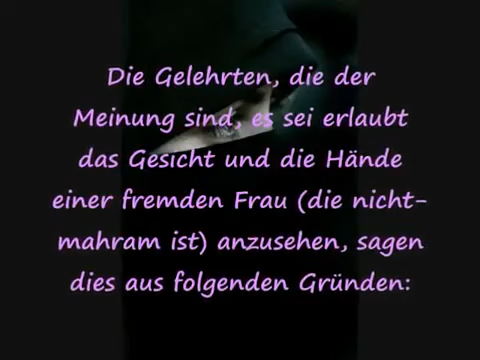 Die Gelehrten, die der
Meinung sind, es sei erlaubt
das Gesicht und die Hände
einer fremden Frau (die nicht-
mahram ist) anzusehen, sagen
dies aus folgenden Gründen: